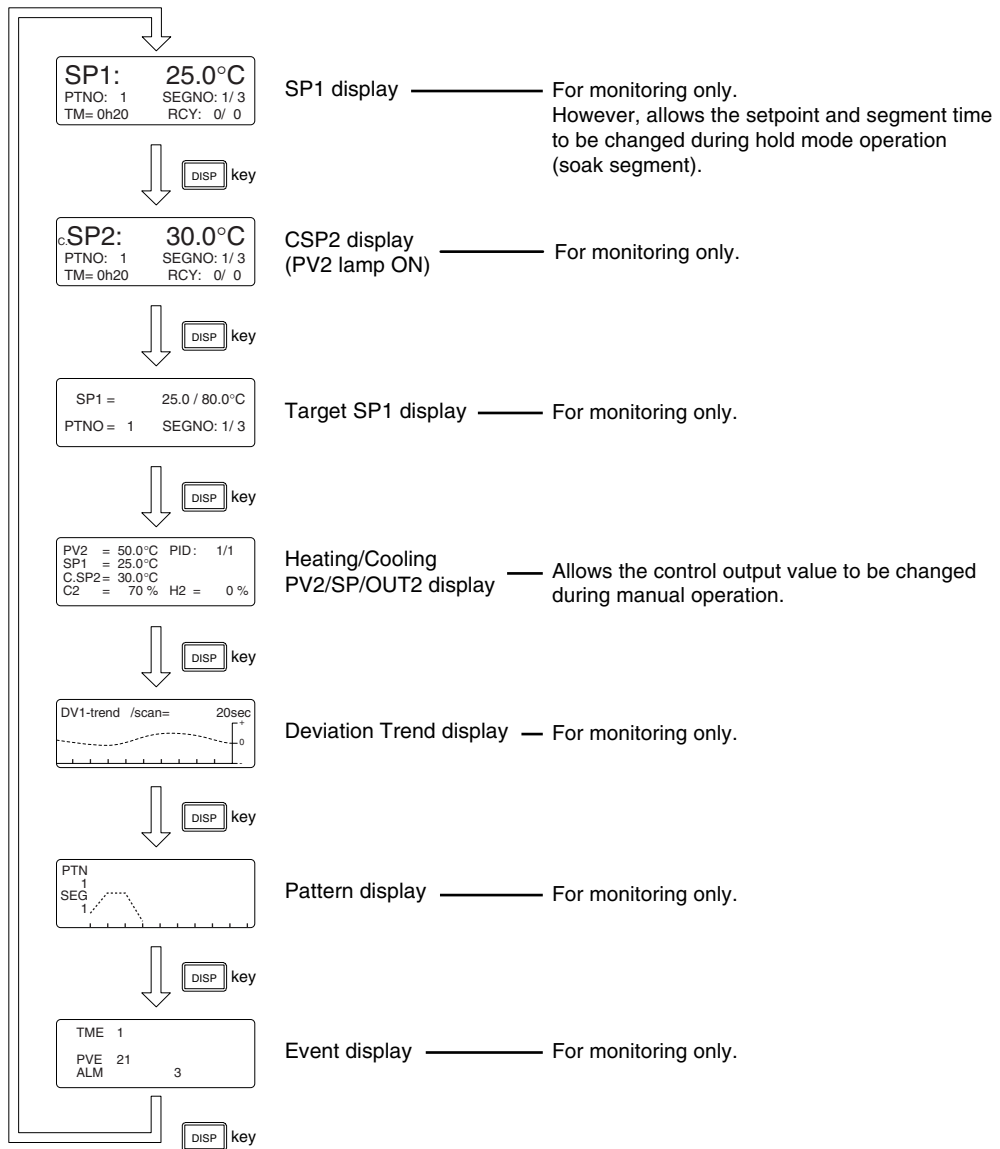 SP1: 25.0°C
PTNO: 1 SEGNO: 1/ 3
TM= 0h20 RCY: 0/ 0
SP1 display
For monitoring only.
However, allows the setpoint and segment time
to be changed during hold mode operation
(soak segment).
DISP key
C.SP2: 30.0°C
PTNO: 1 SEGNO: 1/ 3
TM= 0h20 RCY: 0/ 0
CSP2 display
(PV2 lamp ON)
For monitoring only.
DISP key
SP1 = 25.0 / 80.0°C
PTNO = 1 SEGNO: 1/ 3
Target SP1 display
For monitoring only.
DISP key
PV2 = 50.0°C PID: 1/1
SP1 = 25.0°C
C.SP2= 30.0°C
C2 = 70 % H2 = 0 %
Heating/Cooling
PV2/SP/OUT2 display
Allows the control output value to be changed
during manual operation.
DISP key
DV1-trend /scan= 20sec
+
0
-
Deviation Trend display
For monitoring only.
DISP key
PTN
1
SEG
1
Pattern display
For monitoring only.
DISP key
TME 1
PVE 21
ALM 3
Event display
For monitoring only.
DISP key